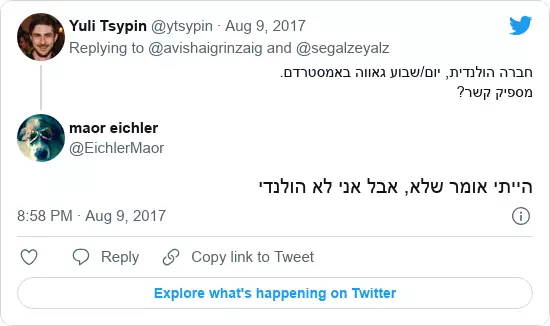 Yuli Tsypin @ytsypin · Aug 9, 2017
Replying to @avishaigrinzaig and @segalzeyalz
חברה הולנדית, יום/שבוע גאווה באמסטרדם.
מספיק קשר?
maor eichler
@EichlerMaor
הייתי אומר שלא, אבל אני לא הולנדי
8:58 PM · Aug 9, 2017
Reply
Copy link to Tweet
Explore what's happening on Twitter